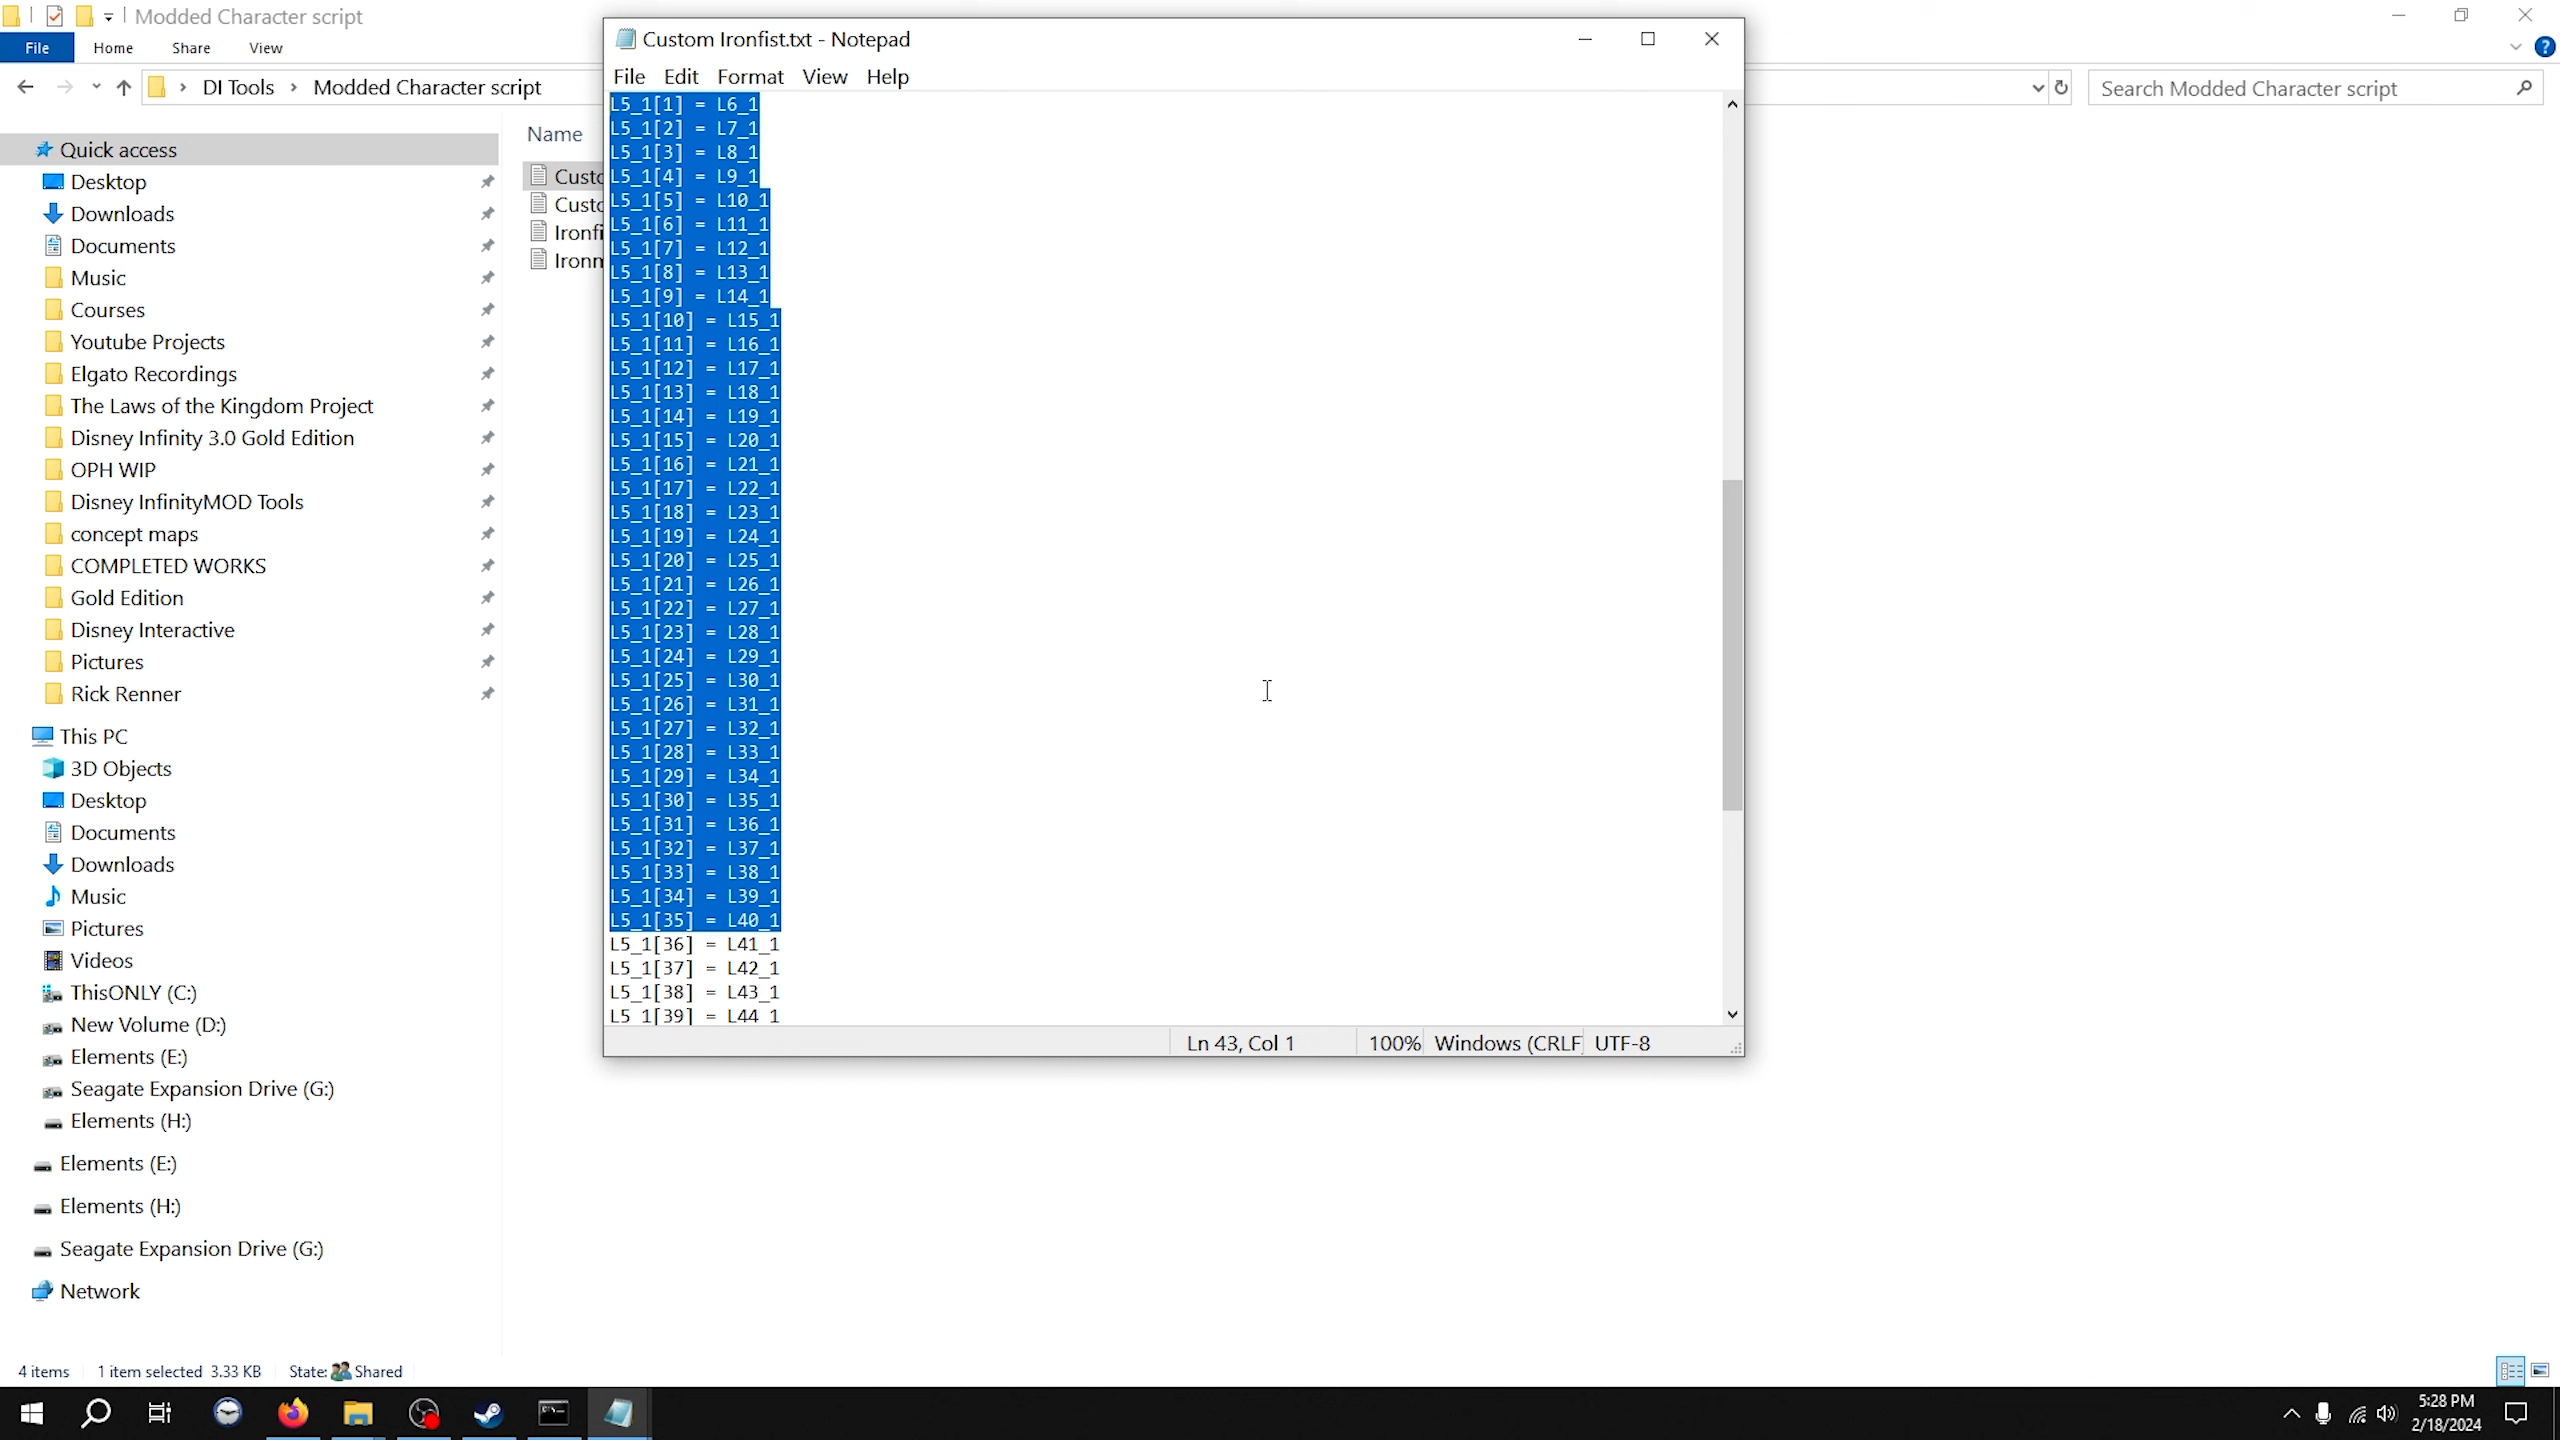 Modded Character script
File Home Share View
DI Tools › Modded Character script
Search Modded Character script
Quick access
Desktop
Downloads
Documents
Music
Courses
Youtube Projects
Elgato Recordings
The Laws of the Kingdom Project
Disney Infinity 3.0 Gold Edition
OPH WIP
Disney InfinityMOD Tools
concept maps
COMPLETED WORKS
Gold Edition
Disney Interactive
Pictures
Rick Renner
This PC
3D Objects
Desktop
Documents
Downloads
Music
Pictures
Videos
ThisONLY (C:)
New Volume (D:)
Elements (E:)
Seagate Expansion Drive (G:)
Elements (H:)
Elements (E:)
Elements (H:)
Seagate Expansion Drive (G:)
Network
Name
Custom Ironfist.txt - Notepad
File Edit Format View Help
L5_1[1] = L6_1
L5_1[2] = L7_1
L5_1[3] = L8_1
L5_1[4] = L9_1
L5_1[5] = L10_1
L5_1[6] = L11_1
L5_1[7] = L12_1
L5_1[8] = L13_1
L5_1[9] = L14_1
L5_1[10] = L15_1
L5_1[11] = L16_1
L5_1[12] = L17_1
L5_1[13] = L18_1
L5_1[14] = L19_1
L5_1[15] = L20_1
L5_1[16] = L21_1
L5_1[17] = L22_1
L5_1[18] = L23_1
L5_1[19] = L24_1
L5_1[20] = L25_1
L5_1[21] = L26_1
L5_1[22] = L27_1
L5_1[23] = L28_1
L5_1[24] = L29_1
L5_1[25] = L30_1
L5_1[26] = L31_1
L5_1[27] = L32_1
L5_1[28] = L33_1
L5_1[29] = L34_1
L5_1[30] = L35_1
L5_1[31] = L36_1
L5_1[32] = L37_1
L5_1[33] = L38_1
L5_1[34] = L39_1
L5_1[35] = L40_1
L5_1[36] = L41_1
L5_1[37] = L42_1
L5_1[38] = L43_1
L5_1[39] = L44_1
Ln 43, Col 1 100% Windows (CRLF UTF-8
4 items 1 item selected 3.33 KB State: Shared
5:28 PM
2/18/2024